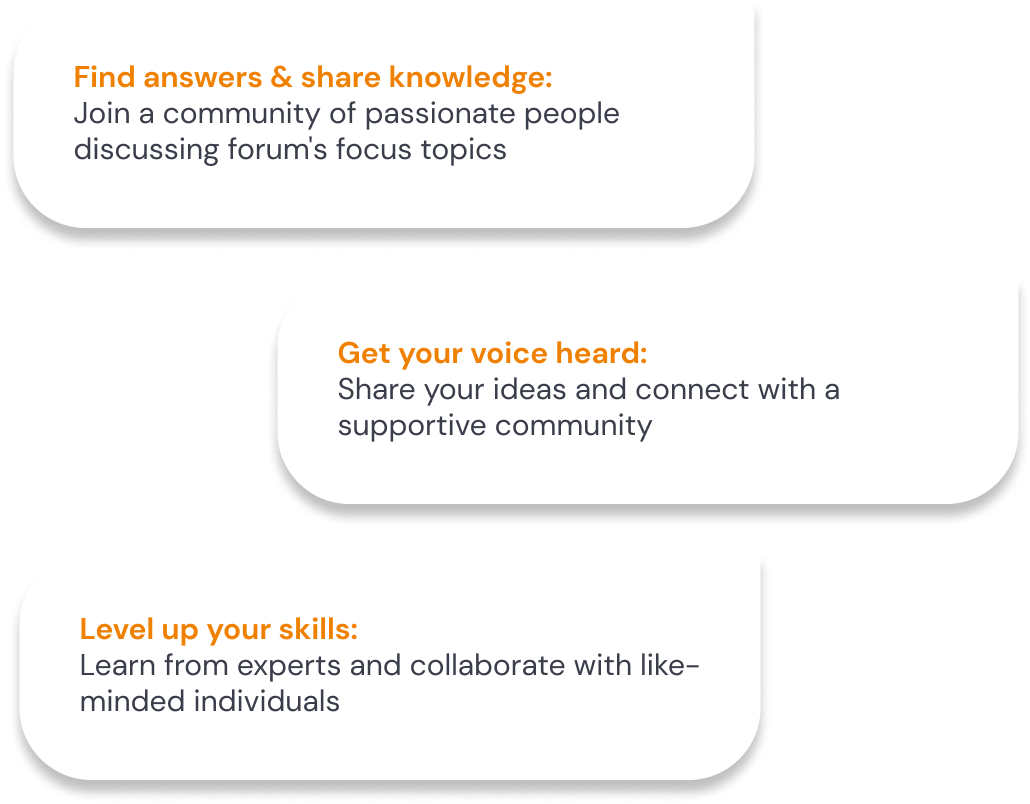 Find answers & share knowledge:
Join a community of passionate people
discussing forum's focus topics
Get your voice heard:
Share your ideas and connect with a
supportive community
Level up your skills:
Learn from experts and collaborate with like-
minded individuals